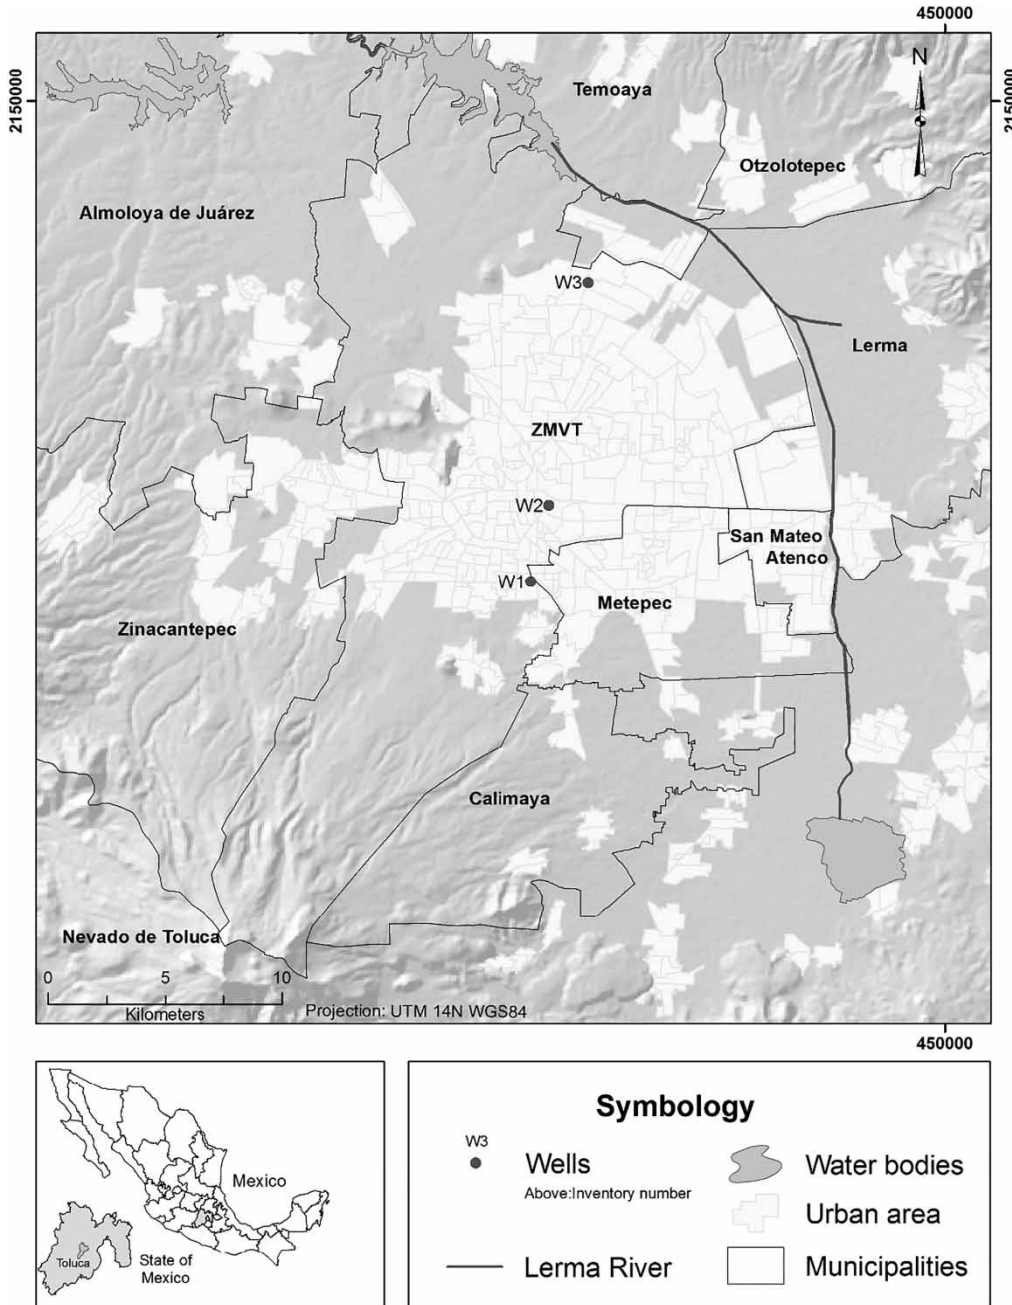 450000
N
2150000
2150000
Temoaya
Otzolotepec
Almoloya de Juárez
W3
Lerma
ZMVT
W2
San Mateo
Atenco
W1
Metepec
Zinacantepec
Calimaya
Nevado de Toluca
0 5 10
Kilometers
Projection: UTM 14N WGS84
450000
Mexico
Toluca
State of
Mexico
Symbology
W3
Wells
Above:Inventory number
Lerma River
Water bodies
Urban area
Municipalities